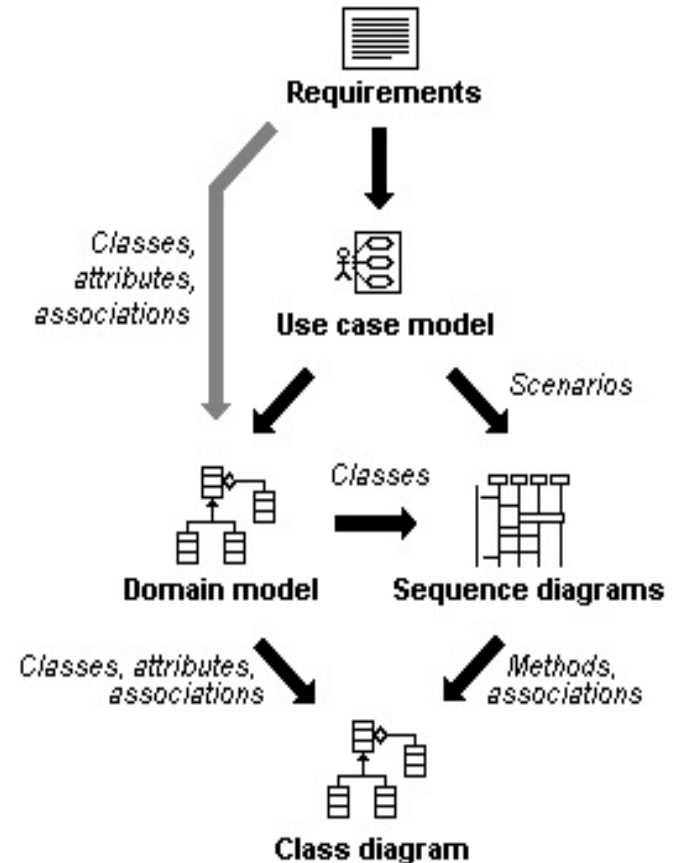 Requirements
Classes,
attributes,
associations
Use case model
Scenarios
Classes
Domain model
Sequence diagrams
Classes, attributes,
associations
Methods,
associations
Class diagram